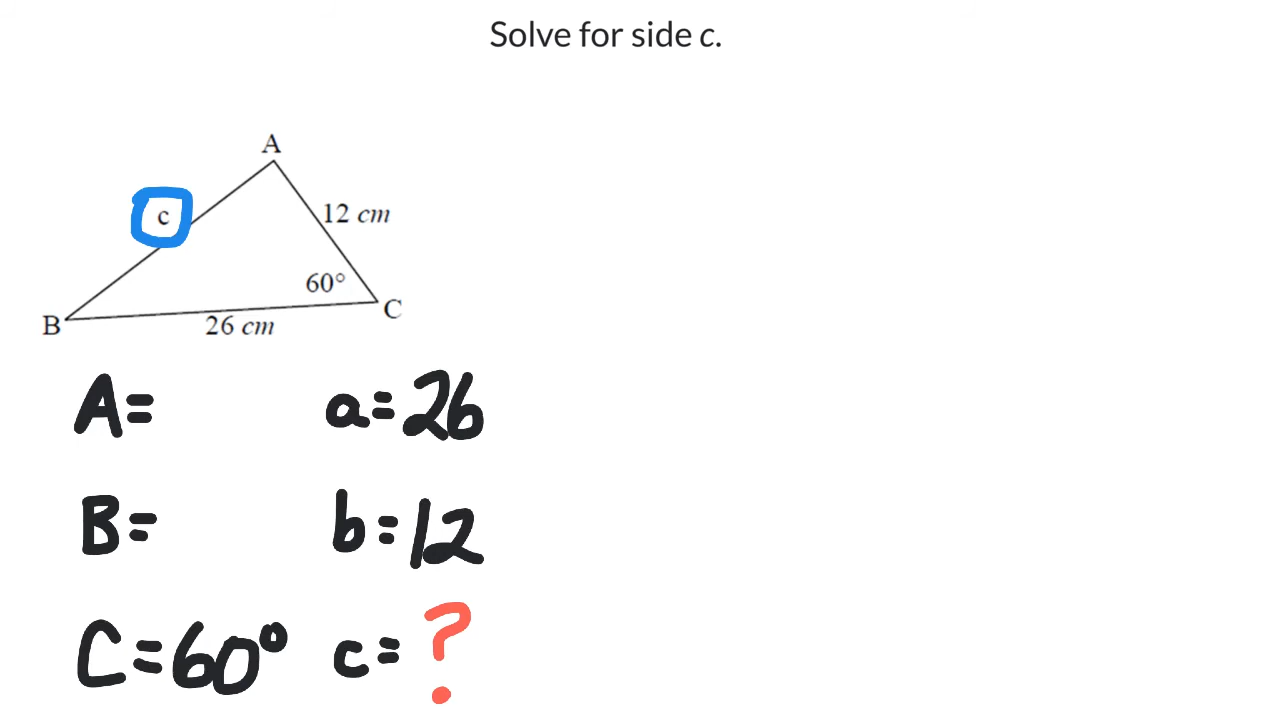 Solve for side c.
A
c
12 cm
60°
B
C
26 cm
A= a=26
B= b=12
C=60° c=?